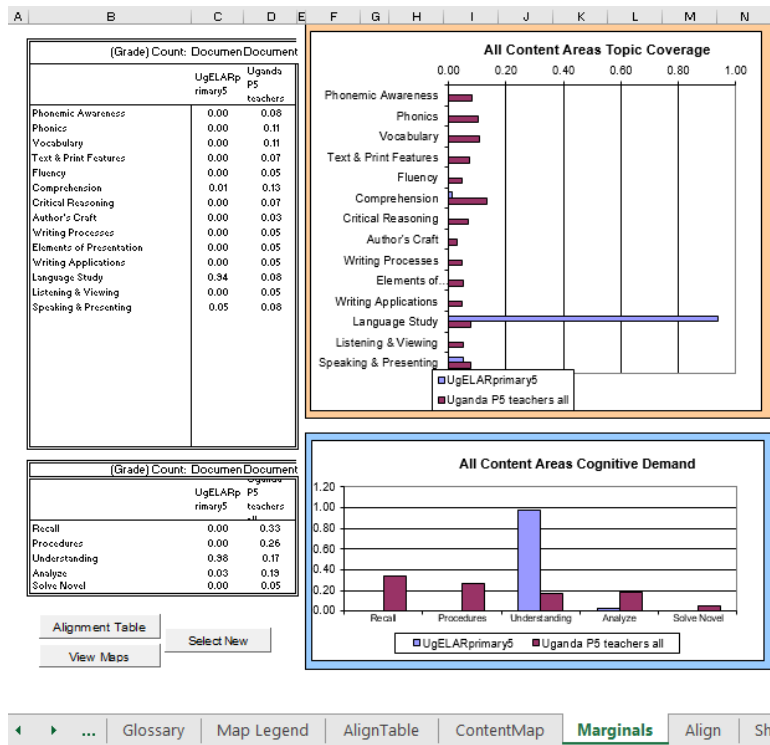 A B C D E F G H I J K L M N
(Grade) Count: Documen Document
UgELARp rimary5 Uganda P5 teachers
Phonemic Awareness 0.00 0.08
Phonics 0.00 0.11
Vocabulary 0.00 0.11
Text & Print Features 0.00 0.07
Fluency 0.00 0.05
Comprehension 0.01 0.13
Critical Reasoning 0.00 0.07
Author's Craft 0.00 0.03
Writing Processes 0.00 0.05
Elements of Presentation 0.00 0.05
Writing Applications 0.00 0.05
Language Study 0.94 0.08
Listening & Viewing 0.00 0.05
Speaking & Presenting 0.05 0.08
All Content Areas Topic Coverage
0.00 0.20 0.40 0.60 0.80 1.00
Phonemic Awareness
Phonics
Vocabulary
Text & Print Features
Fluency
Comprehension
Critical Reasoning
Author's Craft
Writing Processes
Elements of...
Writing Applications
Language Study
Listening & Viewing
Speaking & Presenting
UgELARprimary5
Uganda P5 teachers all
(Grade) Count: Documen Document
UgELARp rimary5 P5 teachers
Recall 0.00 0.33
Procedures 0.00 0.26
Understanding 0.98 0.17
Analyze 0.03 0.19
Solve Novel 0.00 0.05
All Content Areas Cognitive Demand
1.20
1.00
0.80
0.60
0.40
0.20
0.00
Recall Procedures Understanding Analyze Solve Novel
UgELARprimary5 Uganda P5 teachers all
Alignment Table
Select New
View Maps
... Glossary Map Legend AlignTable ContentMap Marginals Align Sh